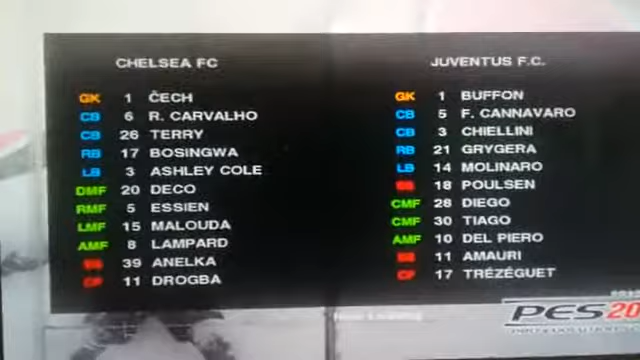 CHELSEA FC
GK 1 ČECH
CB 6 R. CARVALHO
CB 26 TERRY
RB 17 BOSINGWA
LB 3 ASHLEY COLE
DMF 20 DECO
RMF 5 ESSIEN
LMF 15 MALOUDA
AMF 8 LAMPARD
SS 39 ANELKA
CF 11 DROGBA
JUVENTUS F.C.
GK 1 BUFFON
CB 5 F. CANNAVARO
CB 3 CHIELLINI
RB 21 GRYGERA
LB 14 MOLINARO
SS 18 POULSEN
CMF 28 DIEGO
CMF 30 TIAGO
AMF 10 DEL PIERO
SS 11 AMAURI
CF 17 TRÉZÉGUET
PES 20